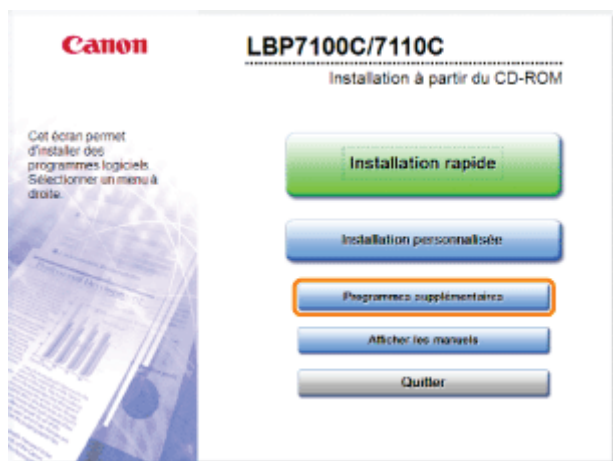 Canon
LBP7100C/7110C
Installation à partir du CD-ROM
Cet écran permet
d'installer des
programmes logiciels.
Sélectionner un menu à
droite.
Installation rapide
Installation personnalisée
Programmes supplémentaires
Afficher les manuels
Quitter